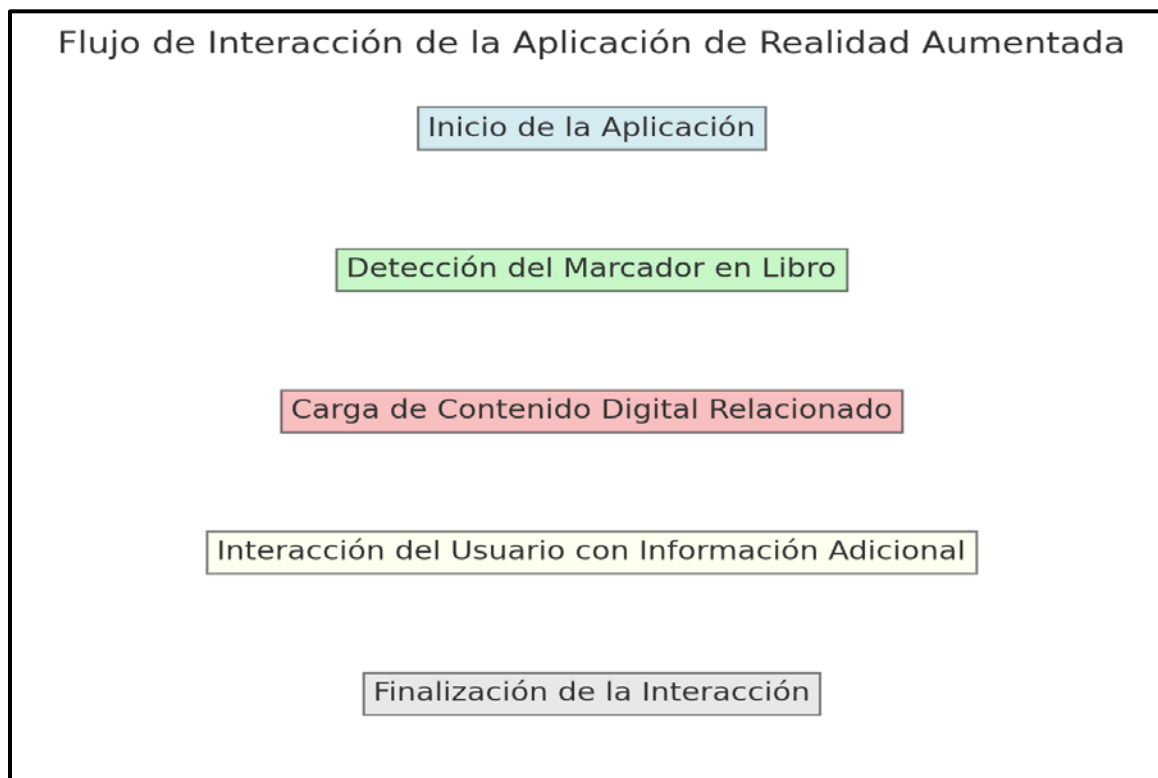 Flujo de Interacción de la Aplicación de Realidad Aumentada
Inicio de la Aplicación
Detección del Marcador en Libro
Carga de Contenido Digital Relacionado
Interacción del Usuario con Información Adicional
Finalización de la Interacción